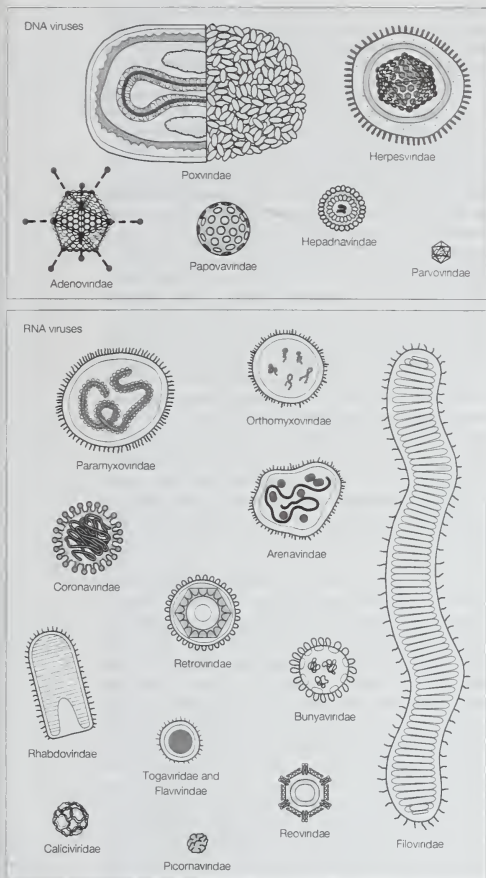 DNA viruses
Poxviridae
Herpesviridae
Adenoviridae
Papovaviridae
Hepadnaviridae
Parvoviridae
RNA viruses
Paramyxoviridae
Orthomyxoviridae
Coronaviridae
Arenaviridae
Retroviridae
Rhabdoviridae
Bunyaviridae
Togaviridae and
Flaviviridae
Caliciviridae
Picornaviridae
Reoviridae
Filoviridae